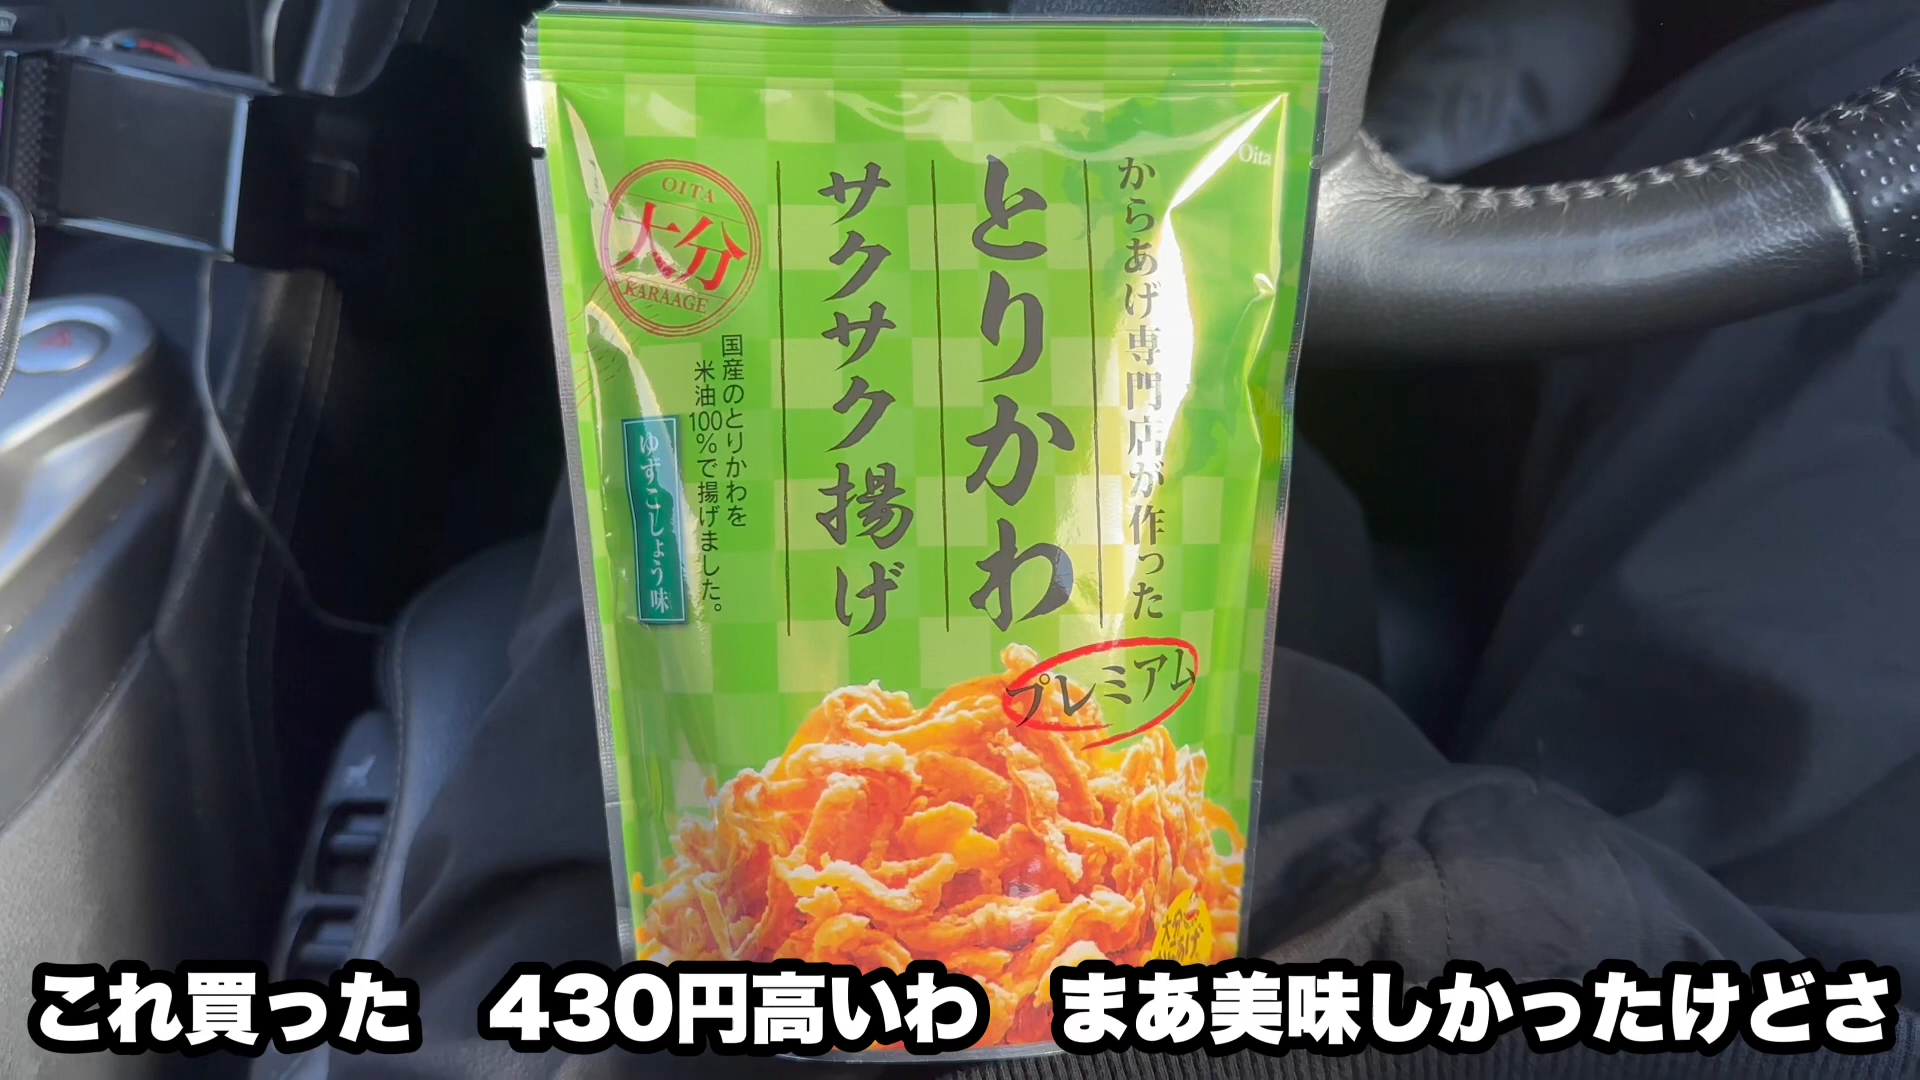 Oita
からあげ専門店が作った
とりかわ
サクサク揚げ
プレミアム
OITA
大分
KARAAGE
国産のとりかわを
米油100%で揚げました。
ゆずこしょう味
大分
これ買った　430円高いわ　まあ美味しかったけどさ